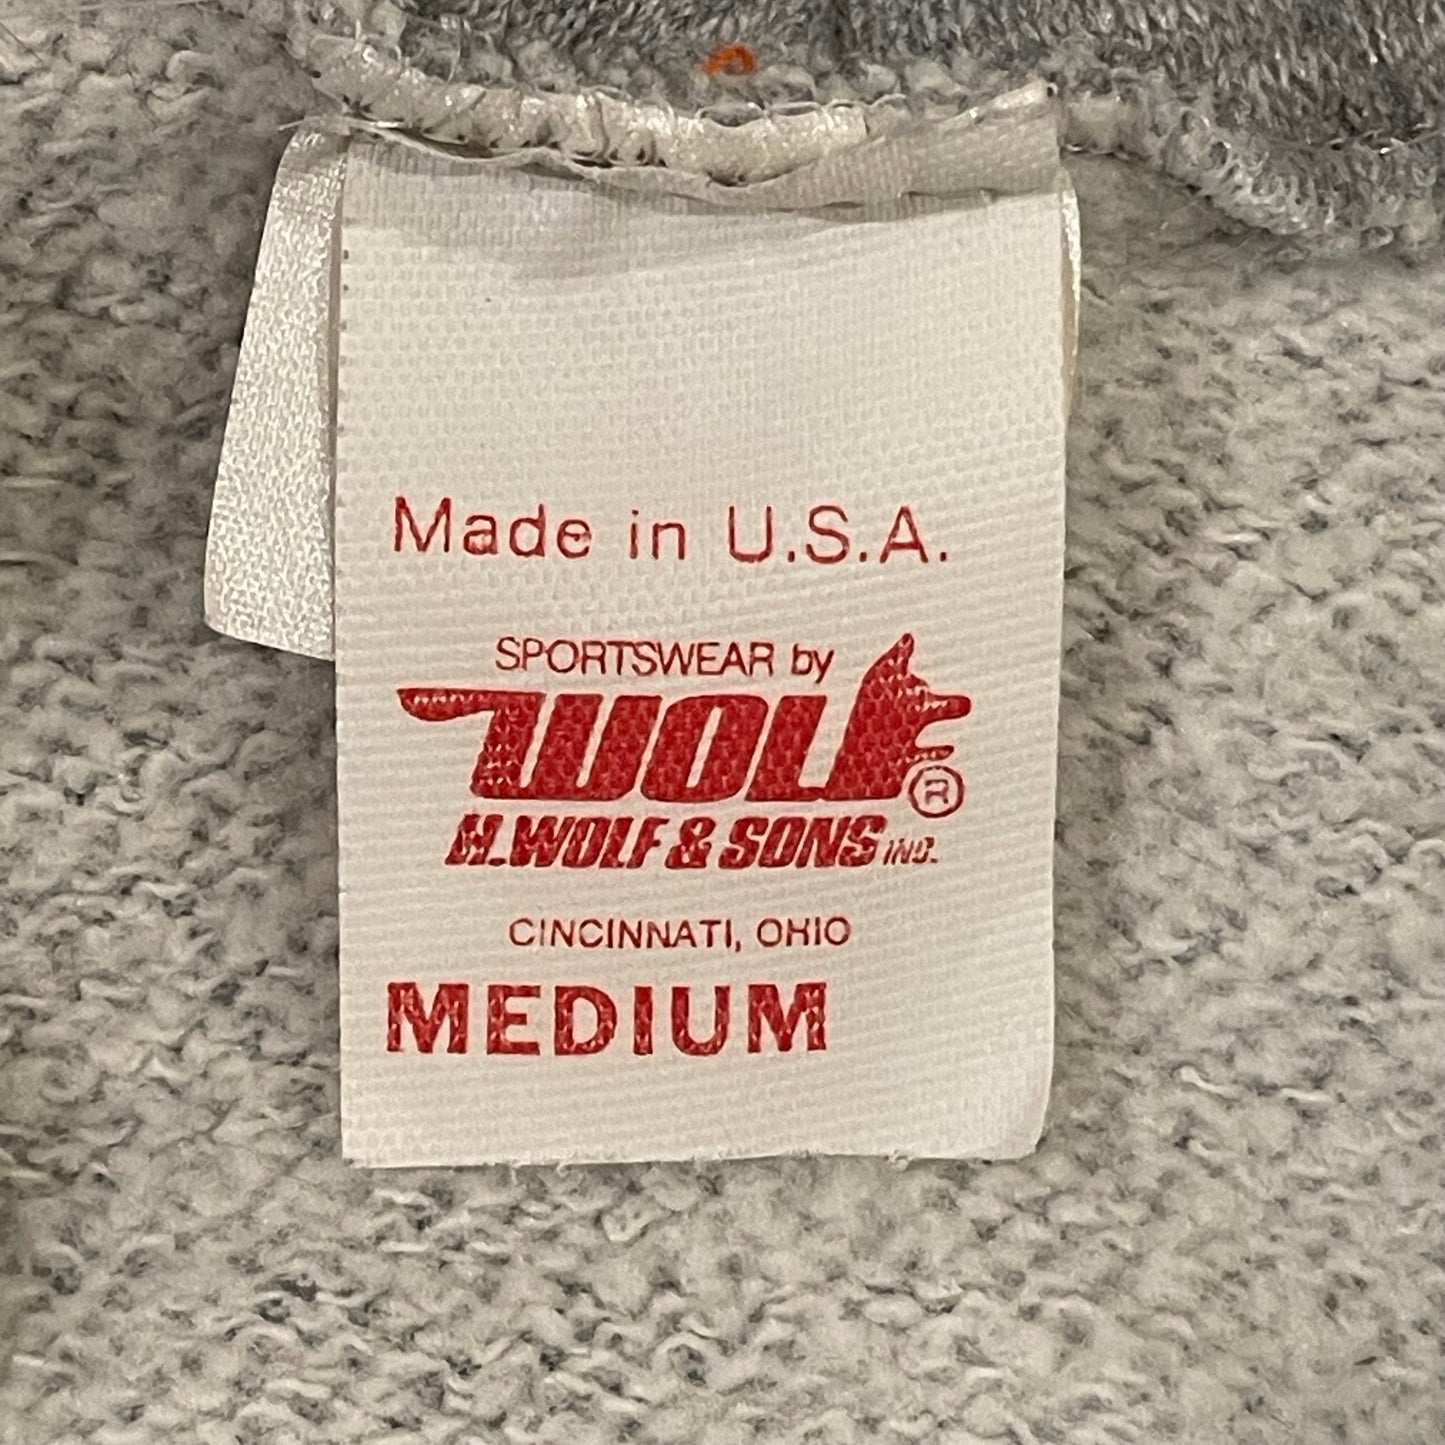 Made in U.S.A.
SPORTSWEAR by
WOLF ®
H.WOLF & SONS INC.
CINCINNATI, OHIO
MEDIUM